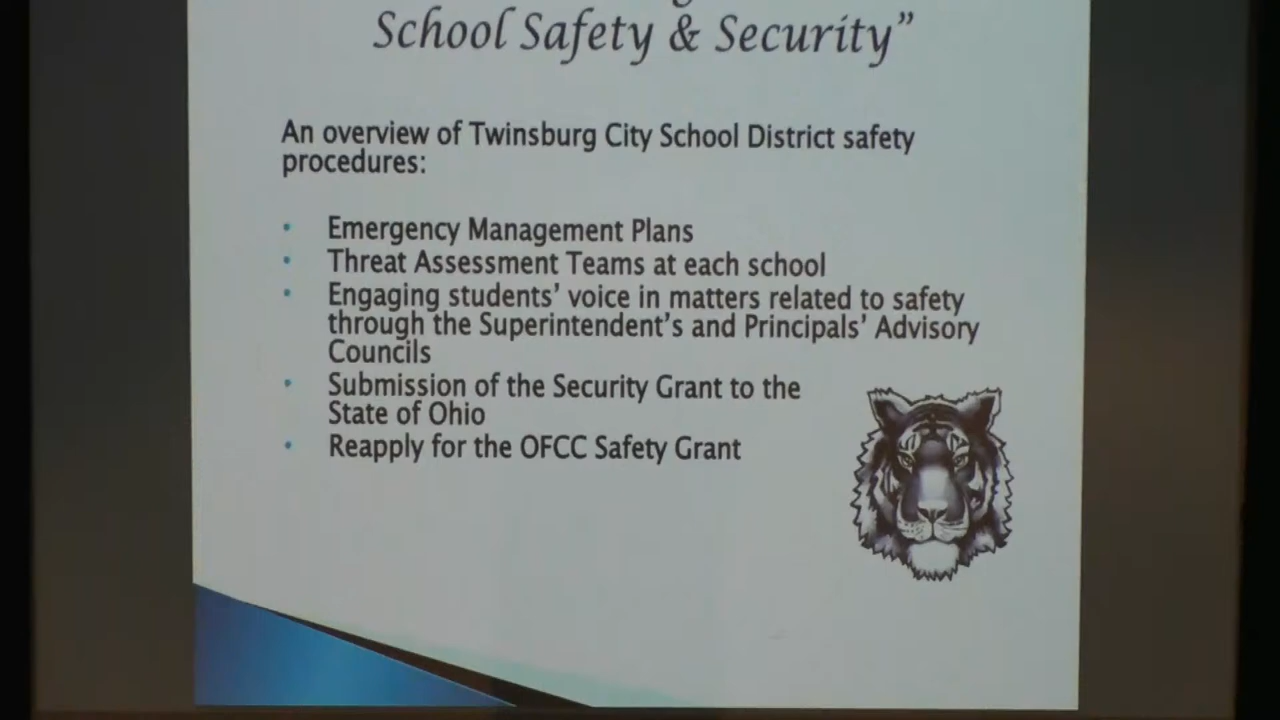 School Safety & Security”
An overview of Twinsburg City School District safety
procedures:
• Emergency Management Plans
• Threat Assessment Teams at each school
• Engaging students’ voice in matters related to safety
through the Superintendent’s and Principals’ Advisory
Councils
• Submission of the Security Grant to the
State of Ohio
• Reapply for the OFCC Safety Grant